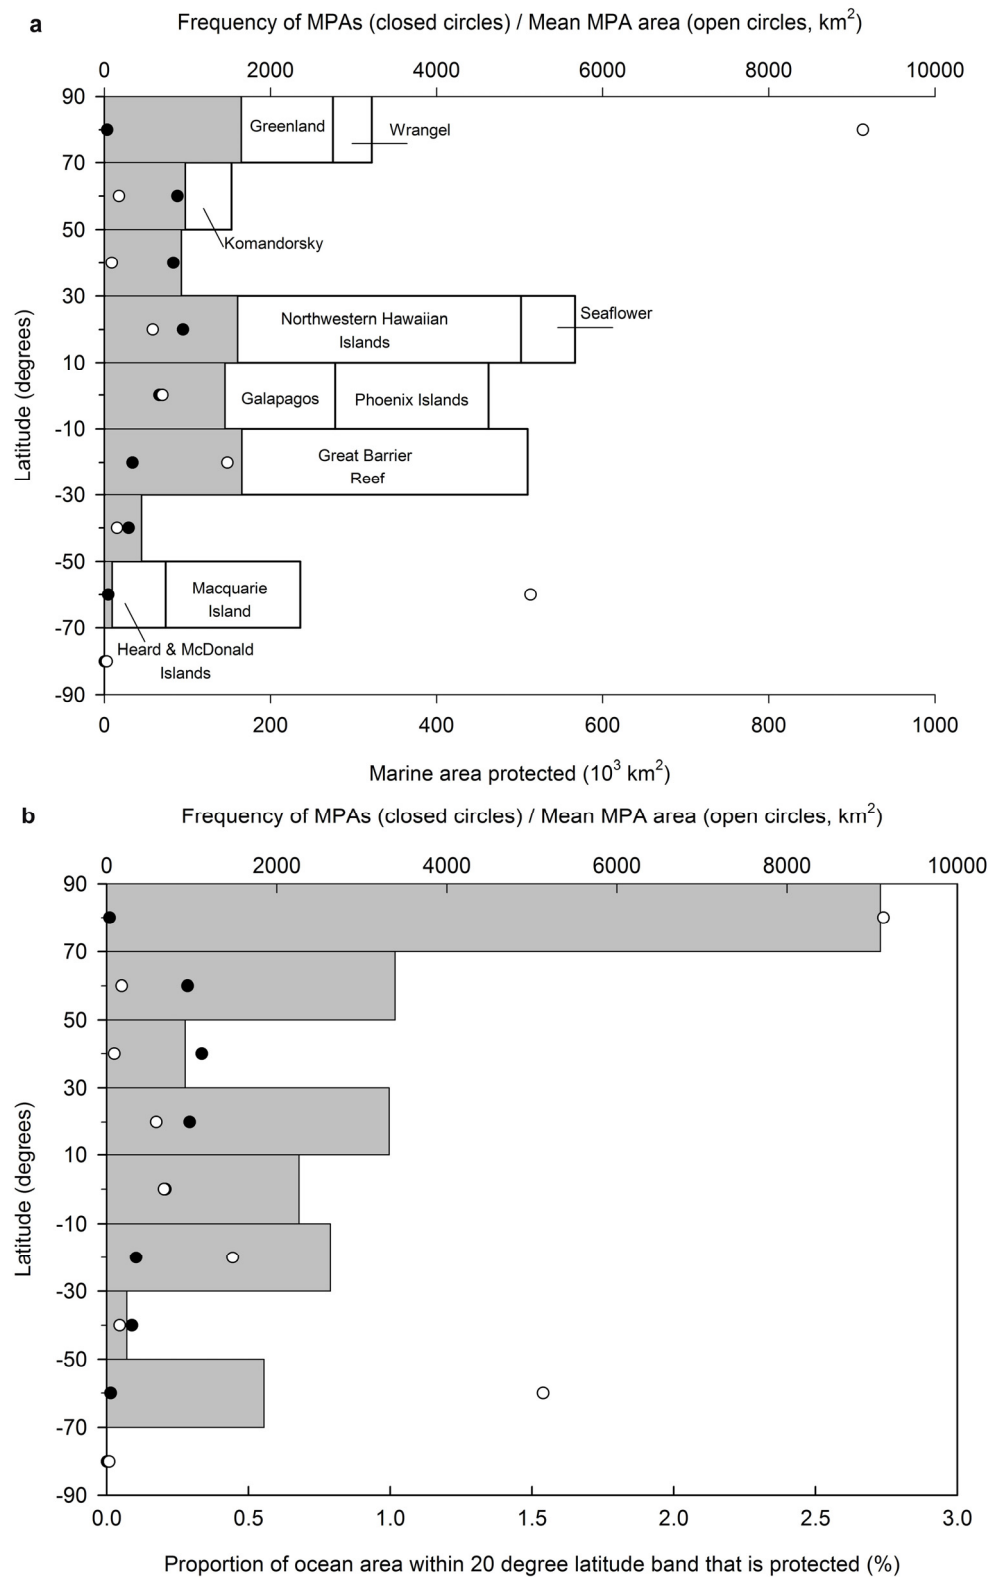 a
Frequency of MPAs (closed circles) / Mean MPA area (open circles, km²)
0 2000 4000 6000 8000 10000
90
Greenland
Wrangel
70
50
Komandorsky
30
Seaflower
Northwestern Hawaiian
Islands
10
Galapagos
Phoenix Islands
-10
Great Barrier
Reef
-30
-50
Macquarie
Island
-70
Heard & McDonald
Islands
-90
Latitude (degrees)
0 200 400 600 800 1000
Marine area protected (10³ km²)
b
Frequency of MPAs (closed circles) / Mean MPA area (open circles, km²)
0 2000 4000 6000 8000 10000
90
70
50
30
10
-10
-30
-50
-70
-90
Latitude (degrees)
0.0 0.5 1.0 1.5 2.0 2.5 3.0
Proportion of ocean area within 20 degree latitude band that is protected (%)